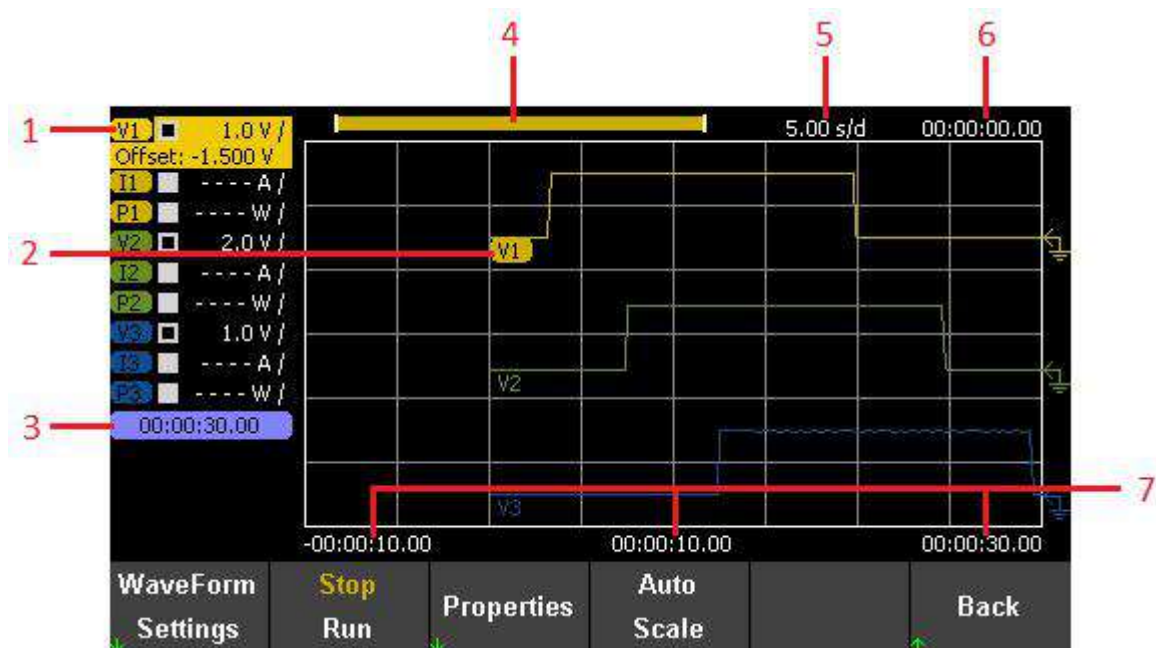 4 5 6
1 V1 1.0 V / 5.00 s/d 00:00:00.00
Offset: -1.500 V
I1 ---- A /
P1 ---- W /
V2 2.0 V /
2 V1
I2 ---- A /
P2 ---- W /
V3 1.0 V /
I3 ---- A /
V2
P3 ---- W /
3 00:00:30.00
7
V3
-00:00:10.00 00:00:10.00 00:00:30.00
WaveForm Settings
Stop Run
Properties
Auto Scale
Back